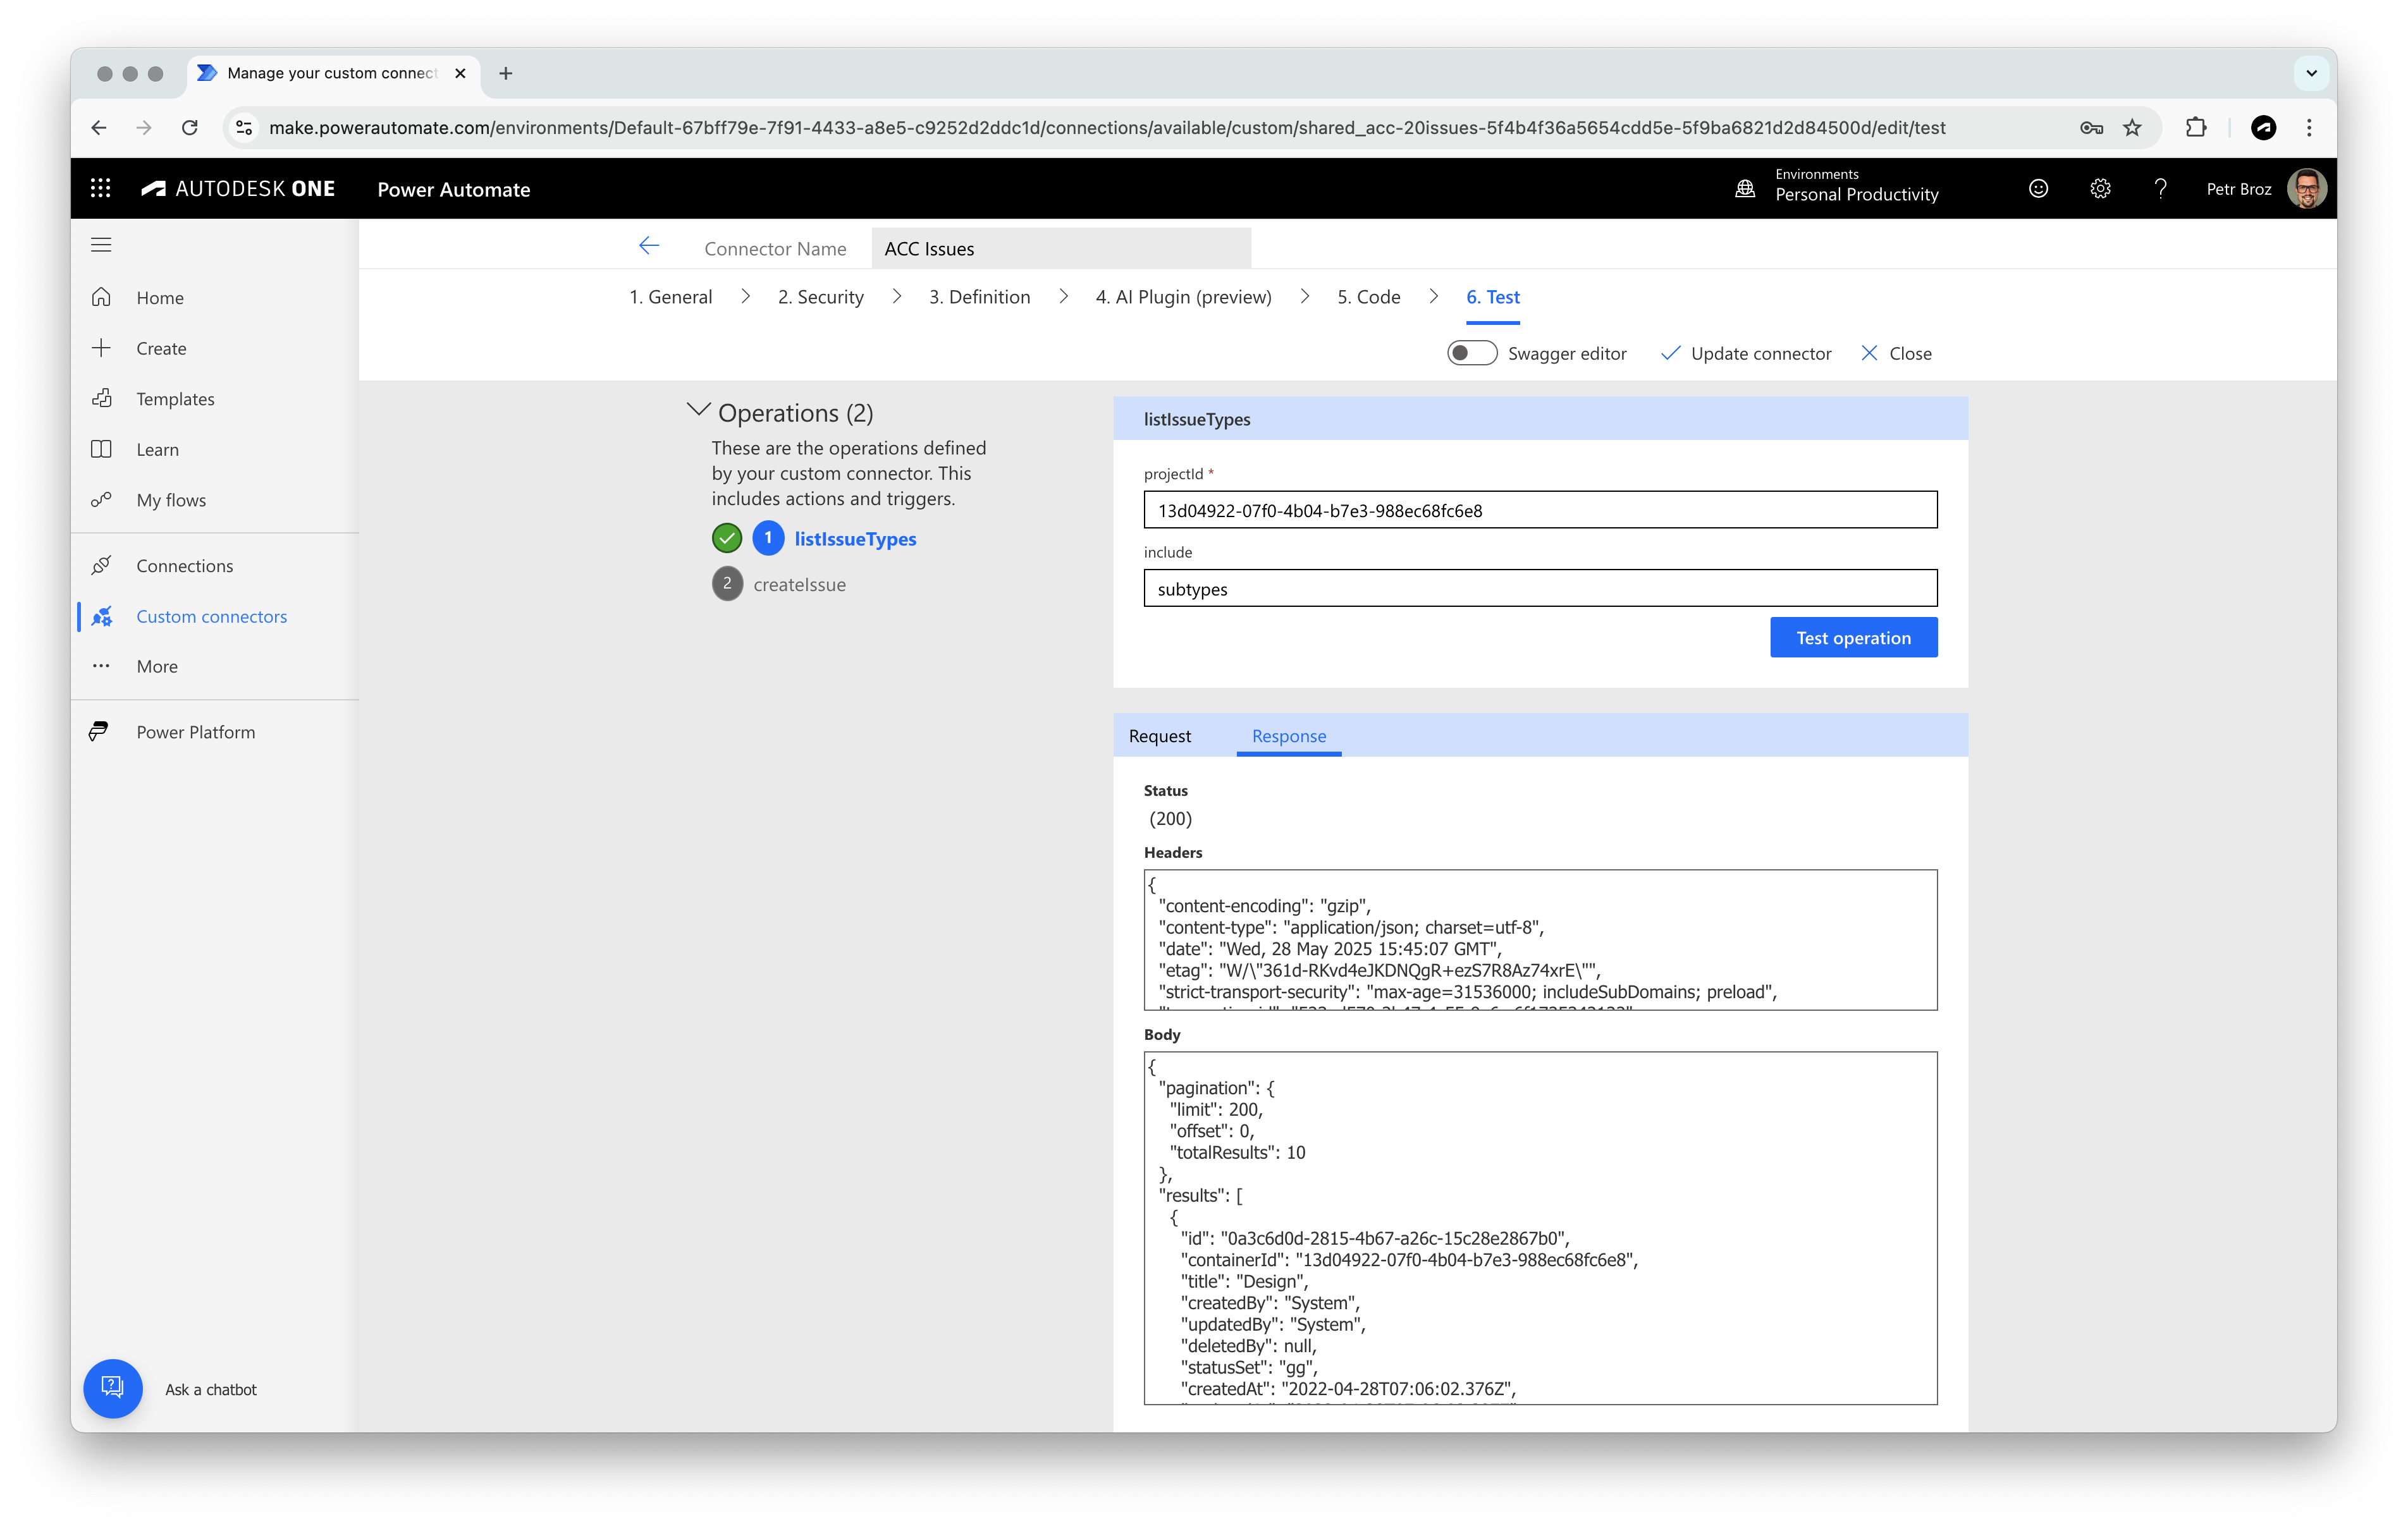 Manage your custom connect
make.powerautomate.com/environments/Default-67bff79e-7f91-4433-a8e5-c9252d2ddc1d/connections/available/custom/shared_acc-20issues-5f4b4f36a5654cdd5e-5f9ba6821d2d84500d/edit/test
AUTODESK ONE
Power Automate
Environments
Personal Productivity
Petr Broz
Home
Create
Templates
Learn
My flows
Connections
Custom connectors
More
Power Platform
Ask a chatbot
Connector Name
ACC Issues
1. General
2. Security
3. Definition
4. AI Plugin (preview)
5. Code
6. Test
Swagger editor
Update connector
Close
Operations (2)
These are the operations defined
by your custom connector. This
includes actions and triggers.
1 listIssueTypes
2 createIssue
listIssueTypes
projectId *
13d04922-07f0-4b04-b7e3-988ec68fc6e8
include
subtypes
Test operation
Request
Response
Status
(200)
Headers
{
"content-encoding": "gzip",
"content-type": "application/json; charset=utf-8",
"date": "Wed, 28 May 2025 15:45:07 GMT",
"etag": "W/\"361d-RKvd4eJKDNQgR+ezS7R8Az74xrE\"",
"strict-transport-security": "max-age=31536000; includeSubDomains; preload",
Body
{
"pagination": {
"limit": 200,
"offset": 0,
"totalResults": 10
},
"results": [
{
"id": "0a3c6d0d-2815-4b67-a26c-15c28e2867b0",
"containerId": "13d04922-07f0-4b04-b7e3-988ec68fc6e8",
"title": "Design",
"createdBy": "System",
"updatedBy": "System",
"deletedBy": null,
"statusSet": "gg",
"createdAt": "2022-04-28T07:06:02.376Z",